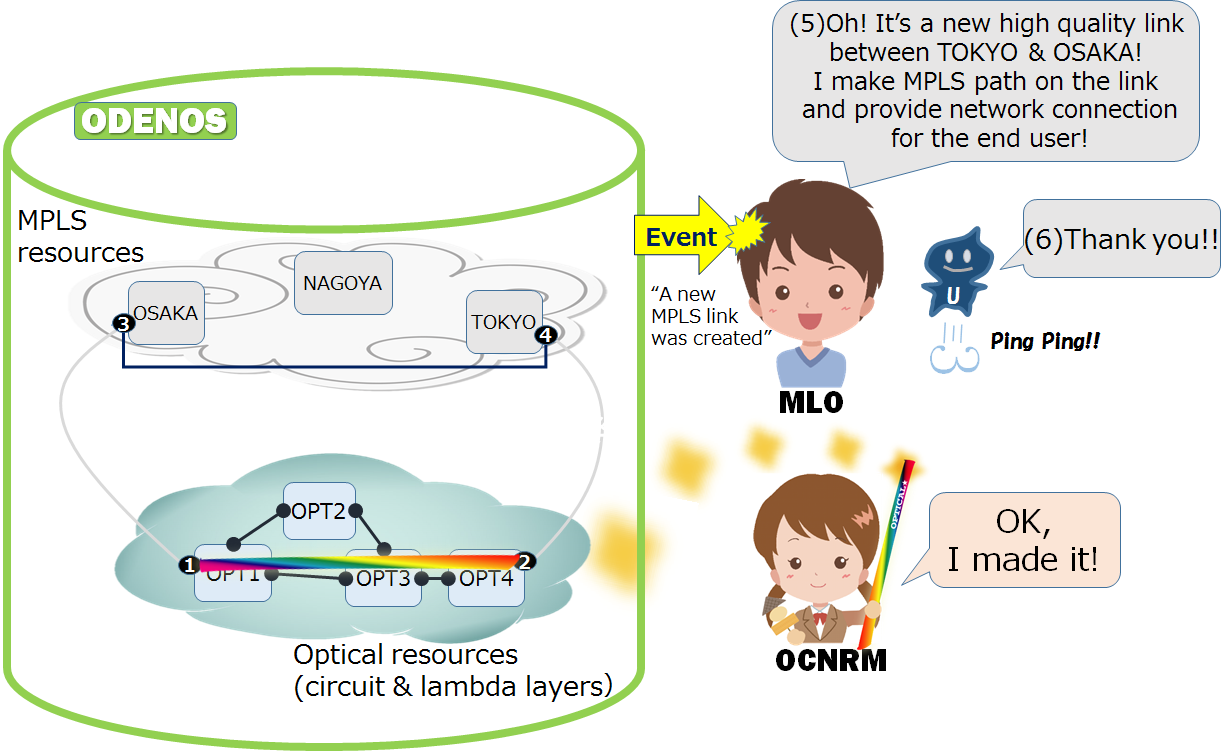 (5)Oh! It’s a new high quality link
between TOKYO & OSAKA!
I make MPLS path on the link
and provide network connection
for the end user!
ODENOS
MPLS
resources
Event
(6)Thank you!!
U
NAGOYA
OSAKA
TOKYO
3
4
“A new
MPLS link
was created”
Ping Ping!!
MLO
OPT2
OPTICAL★
1
2
OPT1
OPT3
OPT4
OK,
I made it!
Optical resources
(circuit & lambda layers)
OCNRM